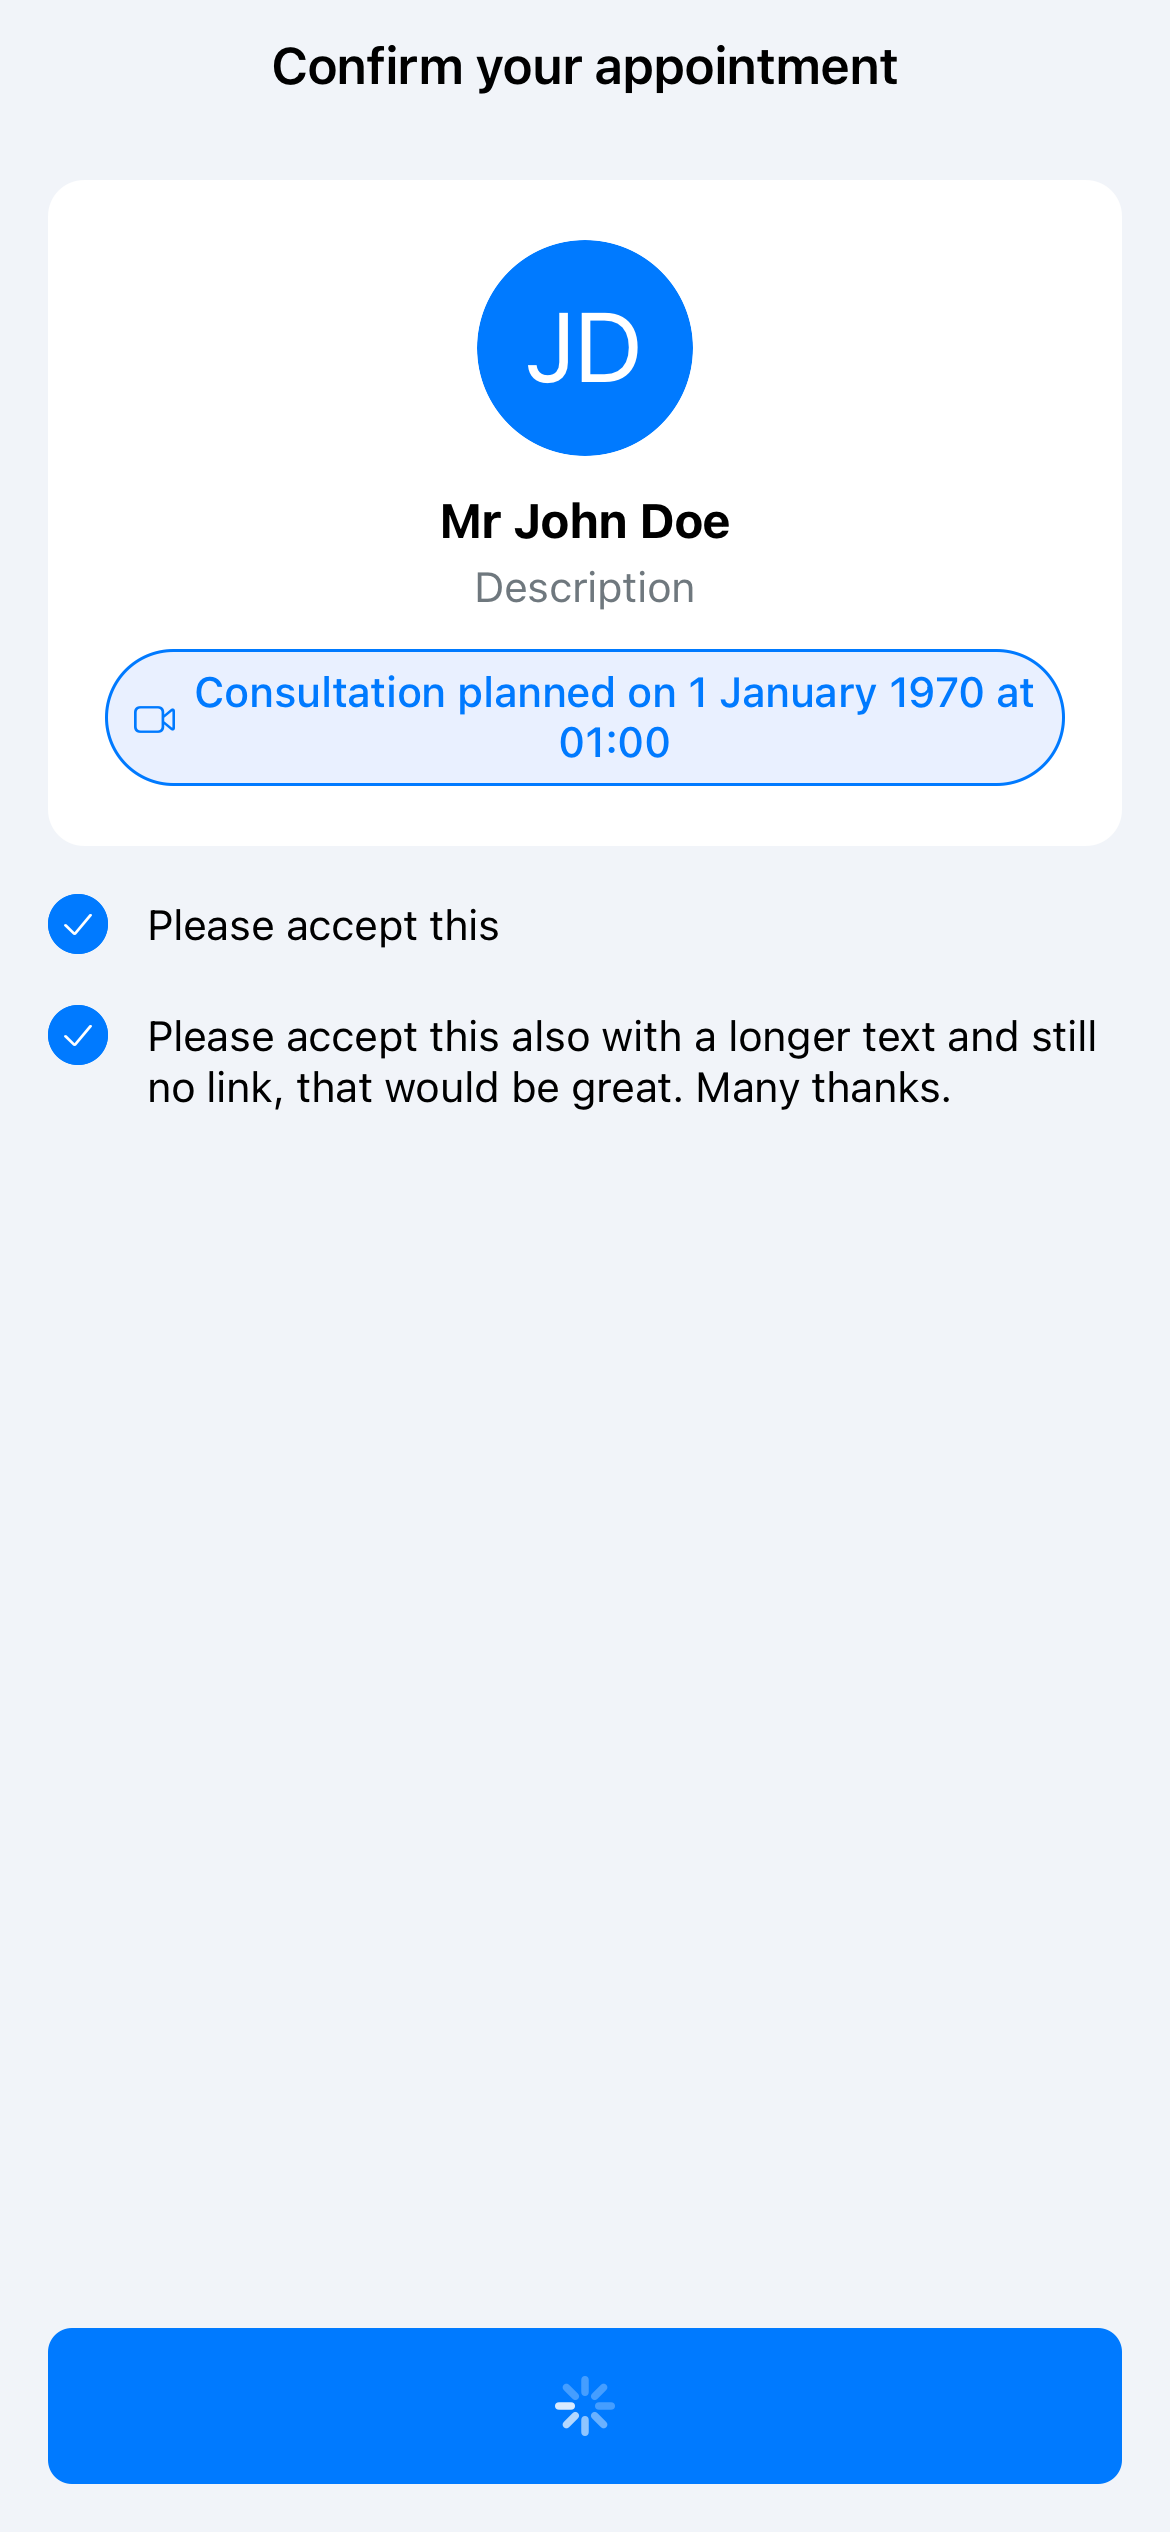 Confirm your appointment
JD
Mr John Doe
Description
Consultation planned on 1 January 1970 at
01:00
Please accept this
Please accept this also with a longer text and still
no link, that would be great. Many thanks.